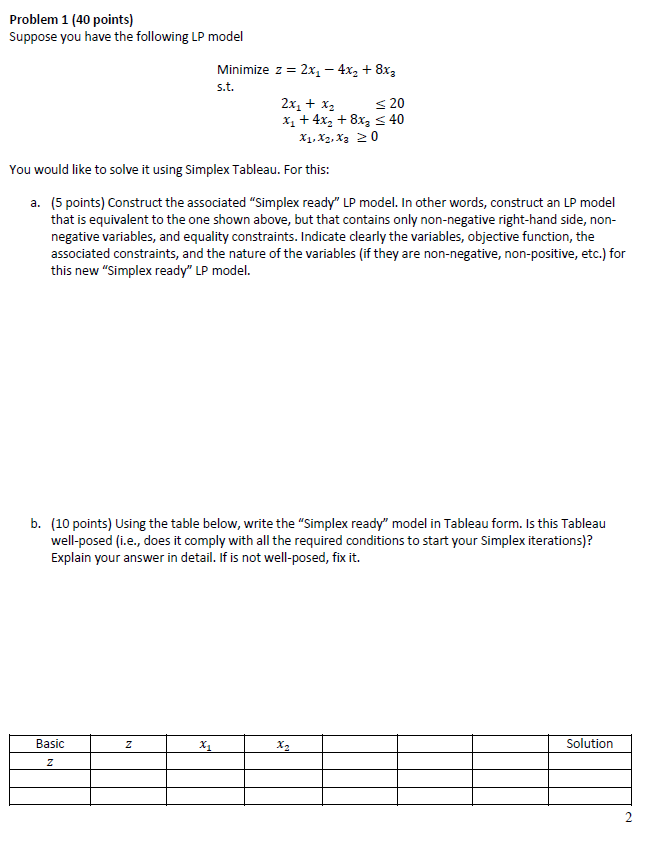 Problem 1 (40 points)
Suppose you have the following LP model
Minimize z = 2x₁ − 4x₂ + 8x₃
s.t.
2x₁ + x₂ ≤ 20
x₁ + 4x₂ + 8x₃ ≤ 40
x₁, x₂, x₃ ≥ 0
You would like to solve it using Simplex Tableau. For this:
a. (5 points) Construct the associated “Simplex ready” LP model. In other words, construct an LP model
that is equivalent to the one shown above, but that contains only non-negative right-hand side, non-
negative variables, and equality constraints. Indicate clearly the variables, objective function, the
associated constraints, and the nature of the variables (if they are non-negative, non-positive, etc.) for
this new “Simplex ready” LP model.
b. (10 points) Using the table below, write the “Simplex ready” model in Tableau form. Is this Tableau
well-posed (i.e., does it comply with all the required conditions to start your Simplex iterations)?
Explain your answer in detail. If is not well-posed, fix it.
Basic z x₁ x₂ Solution
z
2